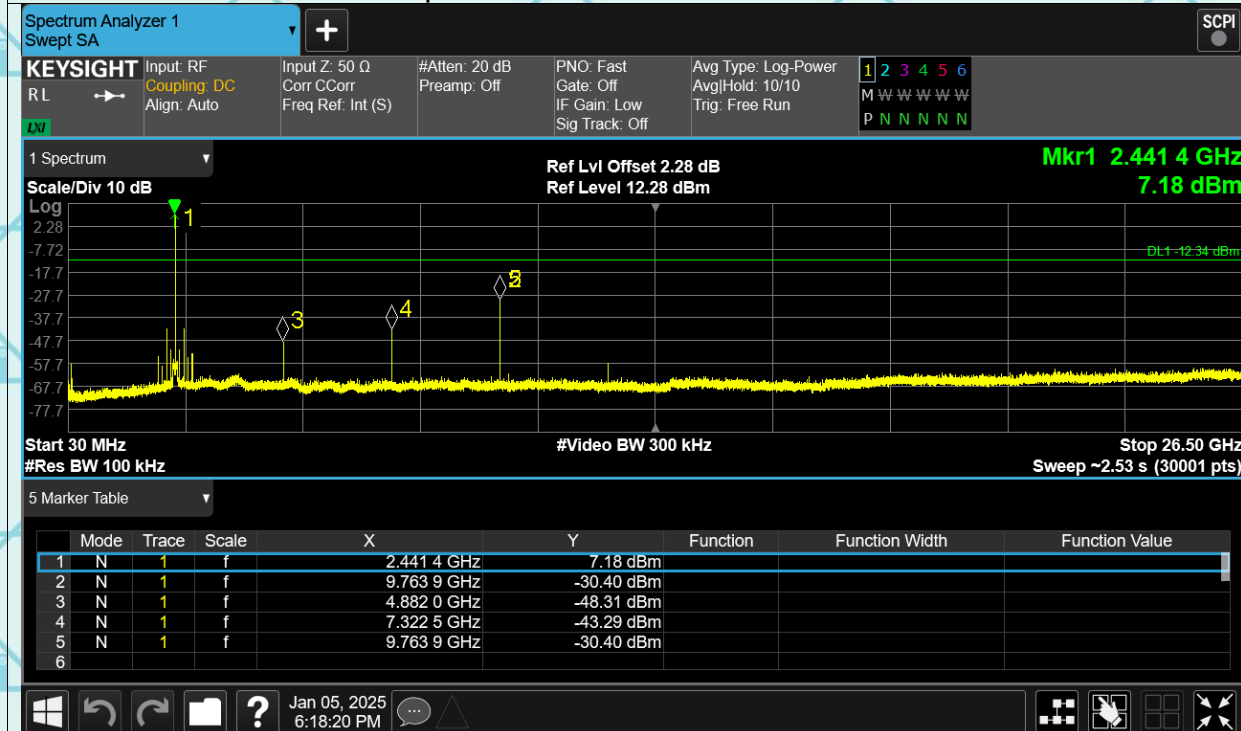 Spectrum Analyzer 1
Swept SA
SCPI
KEYSIGHT
RL
LXI
Input: RF
Coupling: DC
Align: Auto
Input Z: 50 Ω
Corr CCorr
Freq Ref: Int (S)
#Atten: 20 dB
Preamp: Off
PNO: Fast
Gate: Off
IF Gain: Low
Sig Track: Off
Avg Type: Log-Power
Avg|Hold: 10/10
Trig: Free Run
1 2 3 4 5 6
M W W W W W W
P N N N N N N
1 Spectrum
Scale/Div 10 dB
Ref Lvl Offset 2.28 dB
Ref Level 12.28 dBm
Mkr1 2.441 4 GHz
7.18 dBm
Log
2.28
-7.72
-17.7
-27.7
-37.7
-47.7
-57.7
-67.7
-77.7
1
3
4
5
DL1 -12.34 dBm
Start 30 MHz
#Video BW 300 kHz
Stop 26.50 GHz
#Res BW 100 kHz
Sweep ~2.53 s (30001 pts)
5 Marker Table
Mode Trace Scale X Y Function Function Width Function Value
1 N 1 f 2.441 4 GHz 7.18 dBm
2 N 1 f 9.763 9 GHz -30.40 dBm
3 N 1 f 4.882 0 GHz -48.31 dBm
4 N 1 f 7.322 5 GHz -43.29 dBm
5 N 1 f 9.763 9 GHz -30.40 dBm
6
?
Jan 05, 2025
6:18:20 PM